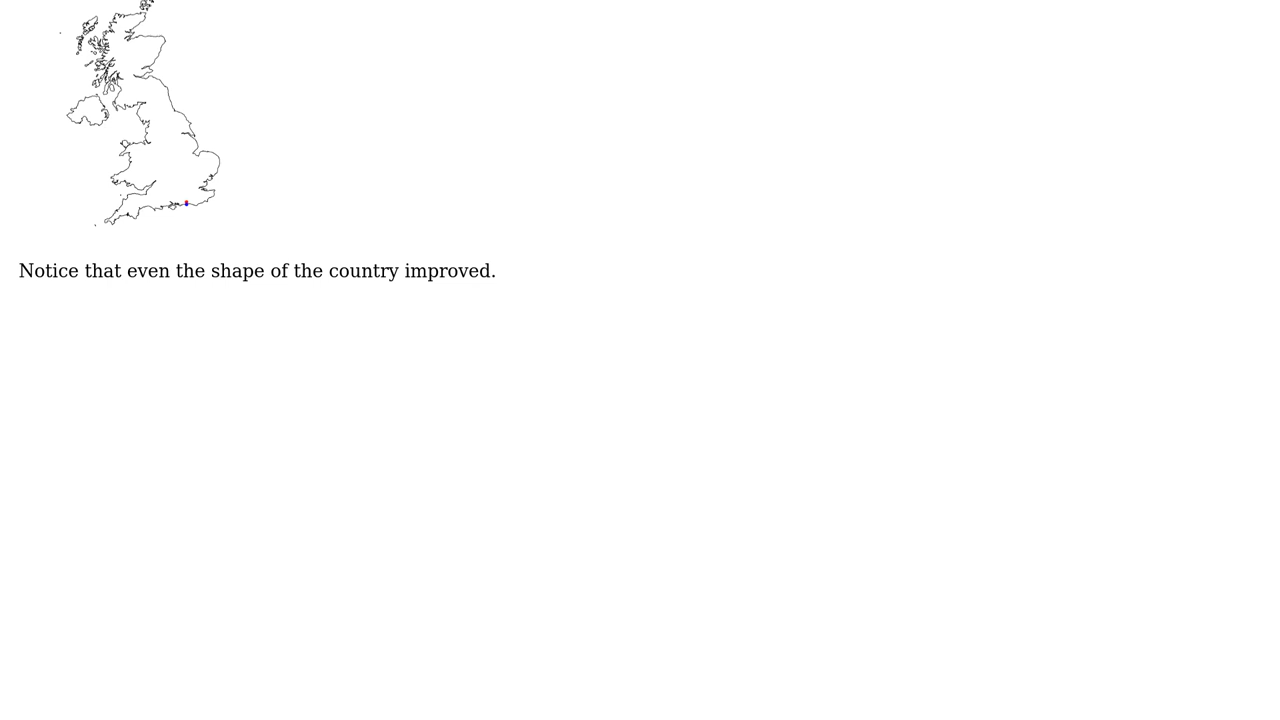 Notice that even the shape of the country improved.